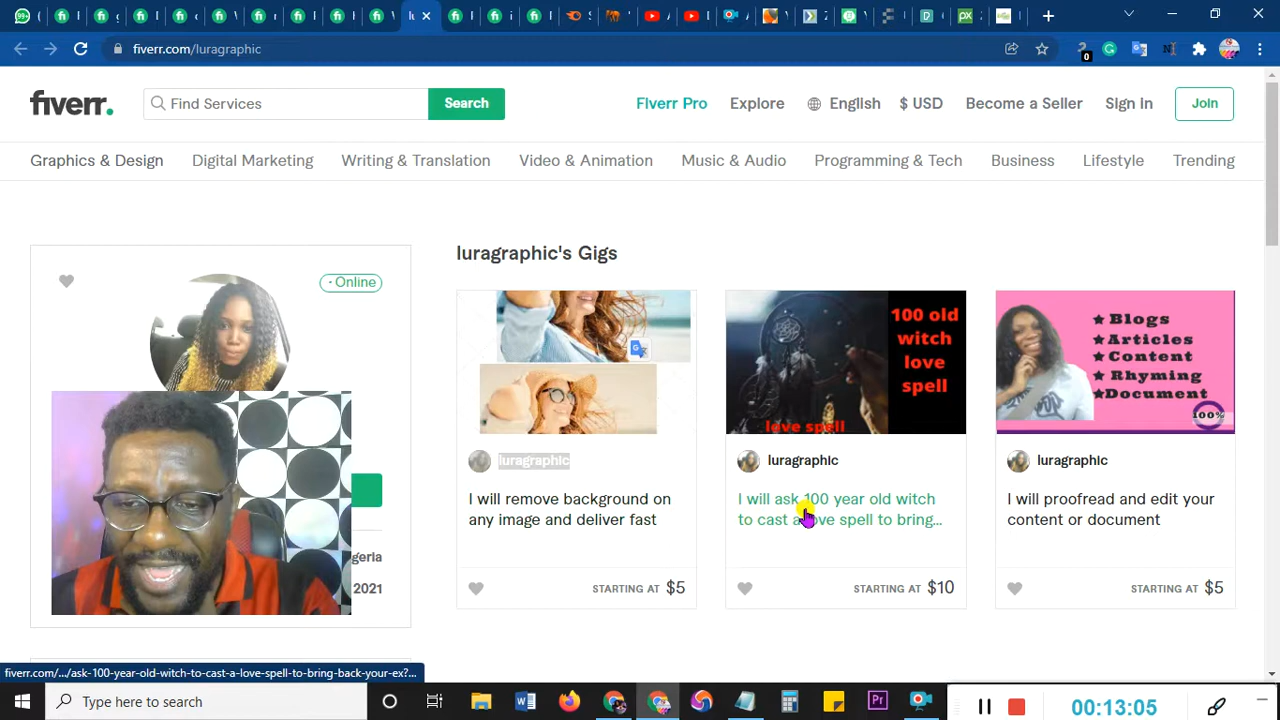 99+
fiverr.com/luragraphic
0
fiverr.
Find Services
Search
Fiverr Pro
Explore
English
$ USD
Become a Seller
Sign In
Join
Graphics & Design
Digital Marketing
Writing & Translation
Video & Animation
Music & Audio
Programming & Tech
Business
Lifestyle
Trending
· Online
geria
2021
luragraphic's Gigs
luragraphic
I will remove background on
any image and deliver fast
STARTING AT $5
100 old
witch
love
spell
love spell
luragraphic
I will ask 100 year old witch
to cast a love spell to bring...
STARTING AT $10
★ Blogs
★ Articles
★ Content
★ Rhyming
★ Document
100%
luragraphic
I will proofread and edit your
content or document
STARTING AT $5
fiverr.com/.../ask-100-year-old-witch-to-cast-a-love-spell-to-bring-back-your-ex?...
Type here to search
00:13:05